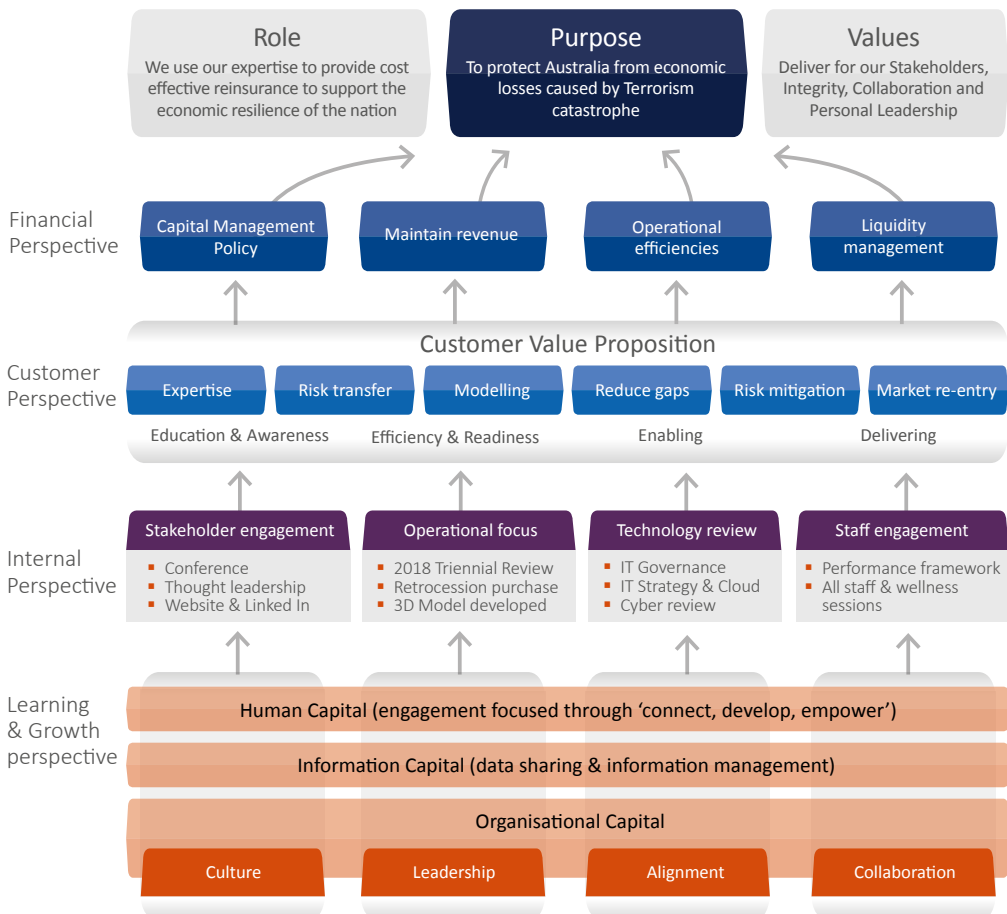 Role
We use our expertise to provide cost
effective reinsurance to support the
economic resilience of the nation
Purpose
To protect Australia from economic
losses caused by Terrorism
catastrophe
Values
Deliver for our Stakeholders,
Integrity, Collaboration and
Personal Leadership
Financial
Perspective
Capital Management
Policy
Maintain revenue
Operational
efficiencies
Liquidity
management
Customer
Perspective
Customer Value Proposition
Expertise
Risk transfer
Modelling
Reduce gaps
Risk mitigation
Market re-entry
Education & Awareness
Efficiency & Readiness
Enabling
Delivering
Internal
Perspective
Stakeholder engagement
Conference
Thought leadership
Website & Linked In
Operational focus
2018 Triennial Review
Retrocession purchase
3D Model developed
Technology review
IT Governance
IT Strategy & Cloud
Cyber review
Staff engagement
Performance framework
All staff & wellness
sessions
Learning
& Growth
perspective
Human Capital (engagement focused through ‘connect, develop, empower’)
Information Capital (data sharing & information management)
Organisational Capital
Culture
Leadership
Alignment
Collaboration